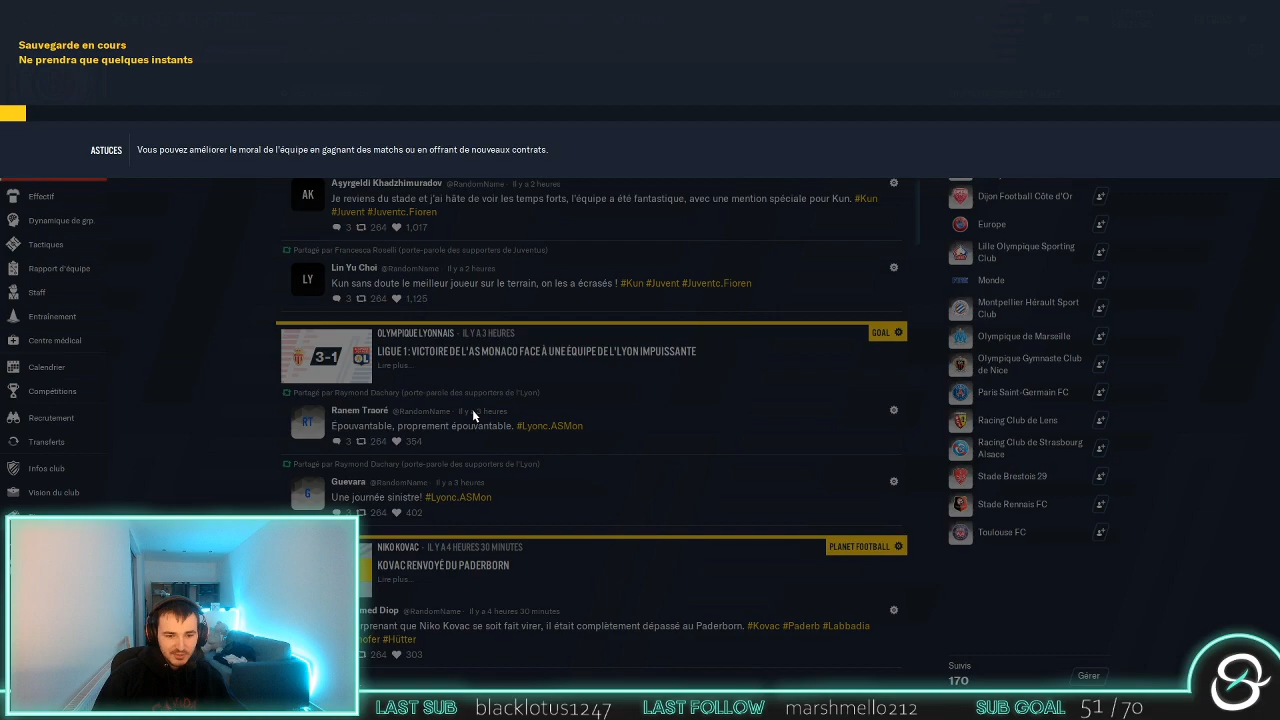 Sauvegarde en cours
Ne prendra que quelques instants
ASTUCES
Vous pouvez améliorer le moral de l'équipe en gagnant des matchs ou en offrant de nouveaux contrats.
Effectif
Dynamique de grp.
Tactiques
Rapport d'équipe
Staff
Entraînement
Centre médical
Calendrier
Compétitions
Recrutement
Transferts
Infos club
Vision du club
AK
Aşyrgeldi Khadzhimuradov @RandomName · Il y a 2 heures
Je reviens du stade et j'ai hâte de voir les temps forts, l'équipe a été fantastique, avec une mention spéciale pour Kun. #Kun
#Juvent #Juventc.Fioren
3 264 1,017
Partagé par Francesca Roselli (porte-parole des supporters de Juventus)
LY
Lin Yu Choi @RandomName · Il y a 2 heures
Kun sans doute le meilleur joueur sur le terrain, on les a écrasés ! #Kun #Juvent #Juventc.Fioren
3 264 1,125
OLYMPIQUE LYONNAIS · IL Y A 3 HEURES
GOAL
3-1
LIGUE 1 : VICTOIRE DE L'AS MONACO FACE À UNE ÉQUIPE DE L'LYON IMPUISSANTE
Lire plus...
Partagé par Raymond Dachary (porte-parole des supporters de l'Lyon)
RT
Ranem Traoré @RandomName · Il y a 3 heures
Épouvantable, proprement épouvantable. #Lyonc.ASMon
3 264 354
Partagé par Raymond Dachary (porte-parole des supporters de l'Lyon)
G
Guevara @RandomName · Il y a 3 heures
Une journée sinistre! #Lyonc.ASMon
3 264 402
NIKO KOVAC · IL Y A 4 HEURES 30 MINUTES
PLANET FOOTBALL
KOVAC RENVOYÉ DU PADERBORN
Lire plus...
Diop @RandomName · Il y a 4 heures 30 minutes
que Niko Kovac se soit fait virer, il était complètement dépassé au Paderborn. #Kovac #Paderb #Labbadia
#Hütter
264 303
Dijon Football Côte d'Or
Europe
Lille Olympique Sporting
Club
Monde
Montpellier Hérault Sport
Club
Olympique de Marseille
Olympique Gymnaste Club
de Nice
Paris Saint-Germain FC
Racing Club de Lens
Racing Club de Strasbourg
Alsace
Stade Brestois 29
Stade Rennais FC
Toulouse FC
Suivis
170
Gérer
LAST SUB blacklotus1247 LAST FOLLOW marshmello212 SUB GOAL 51 / 70